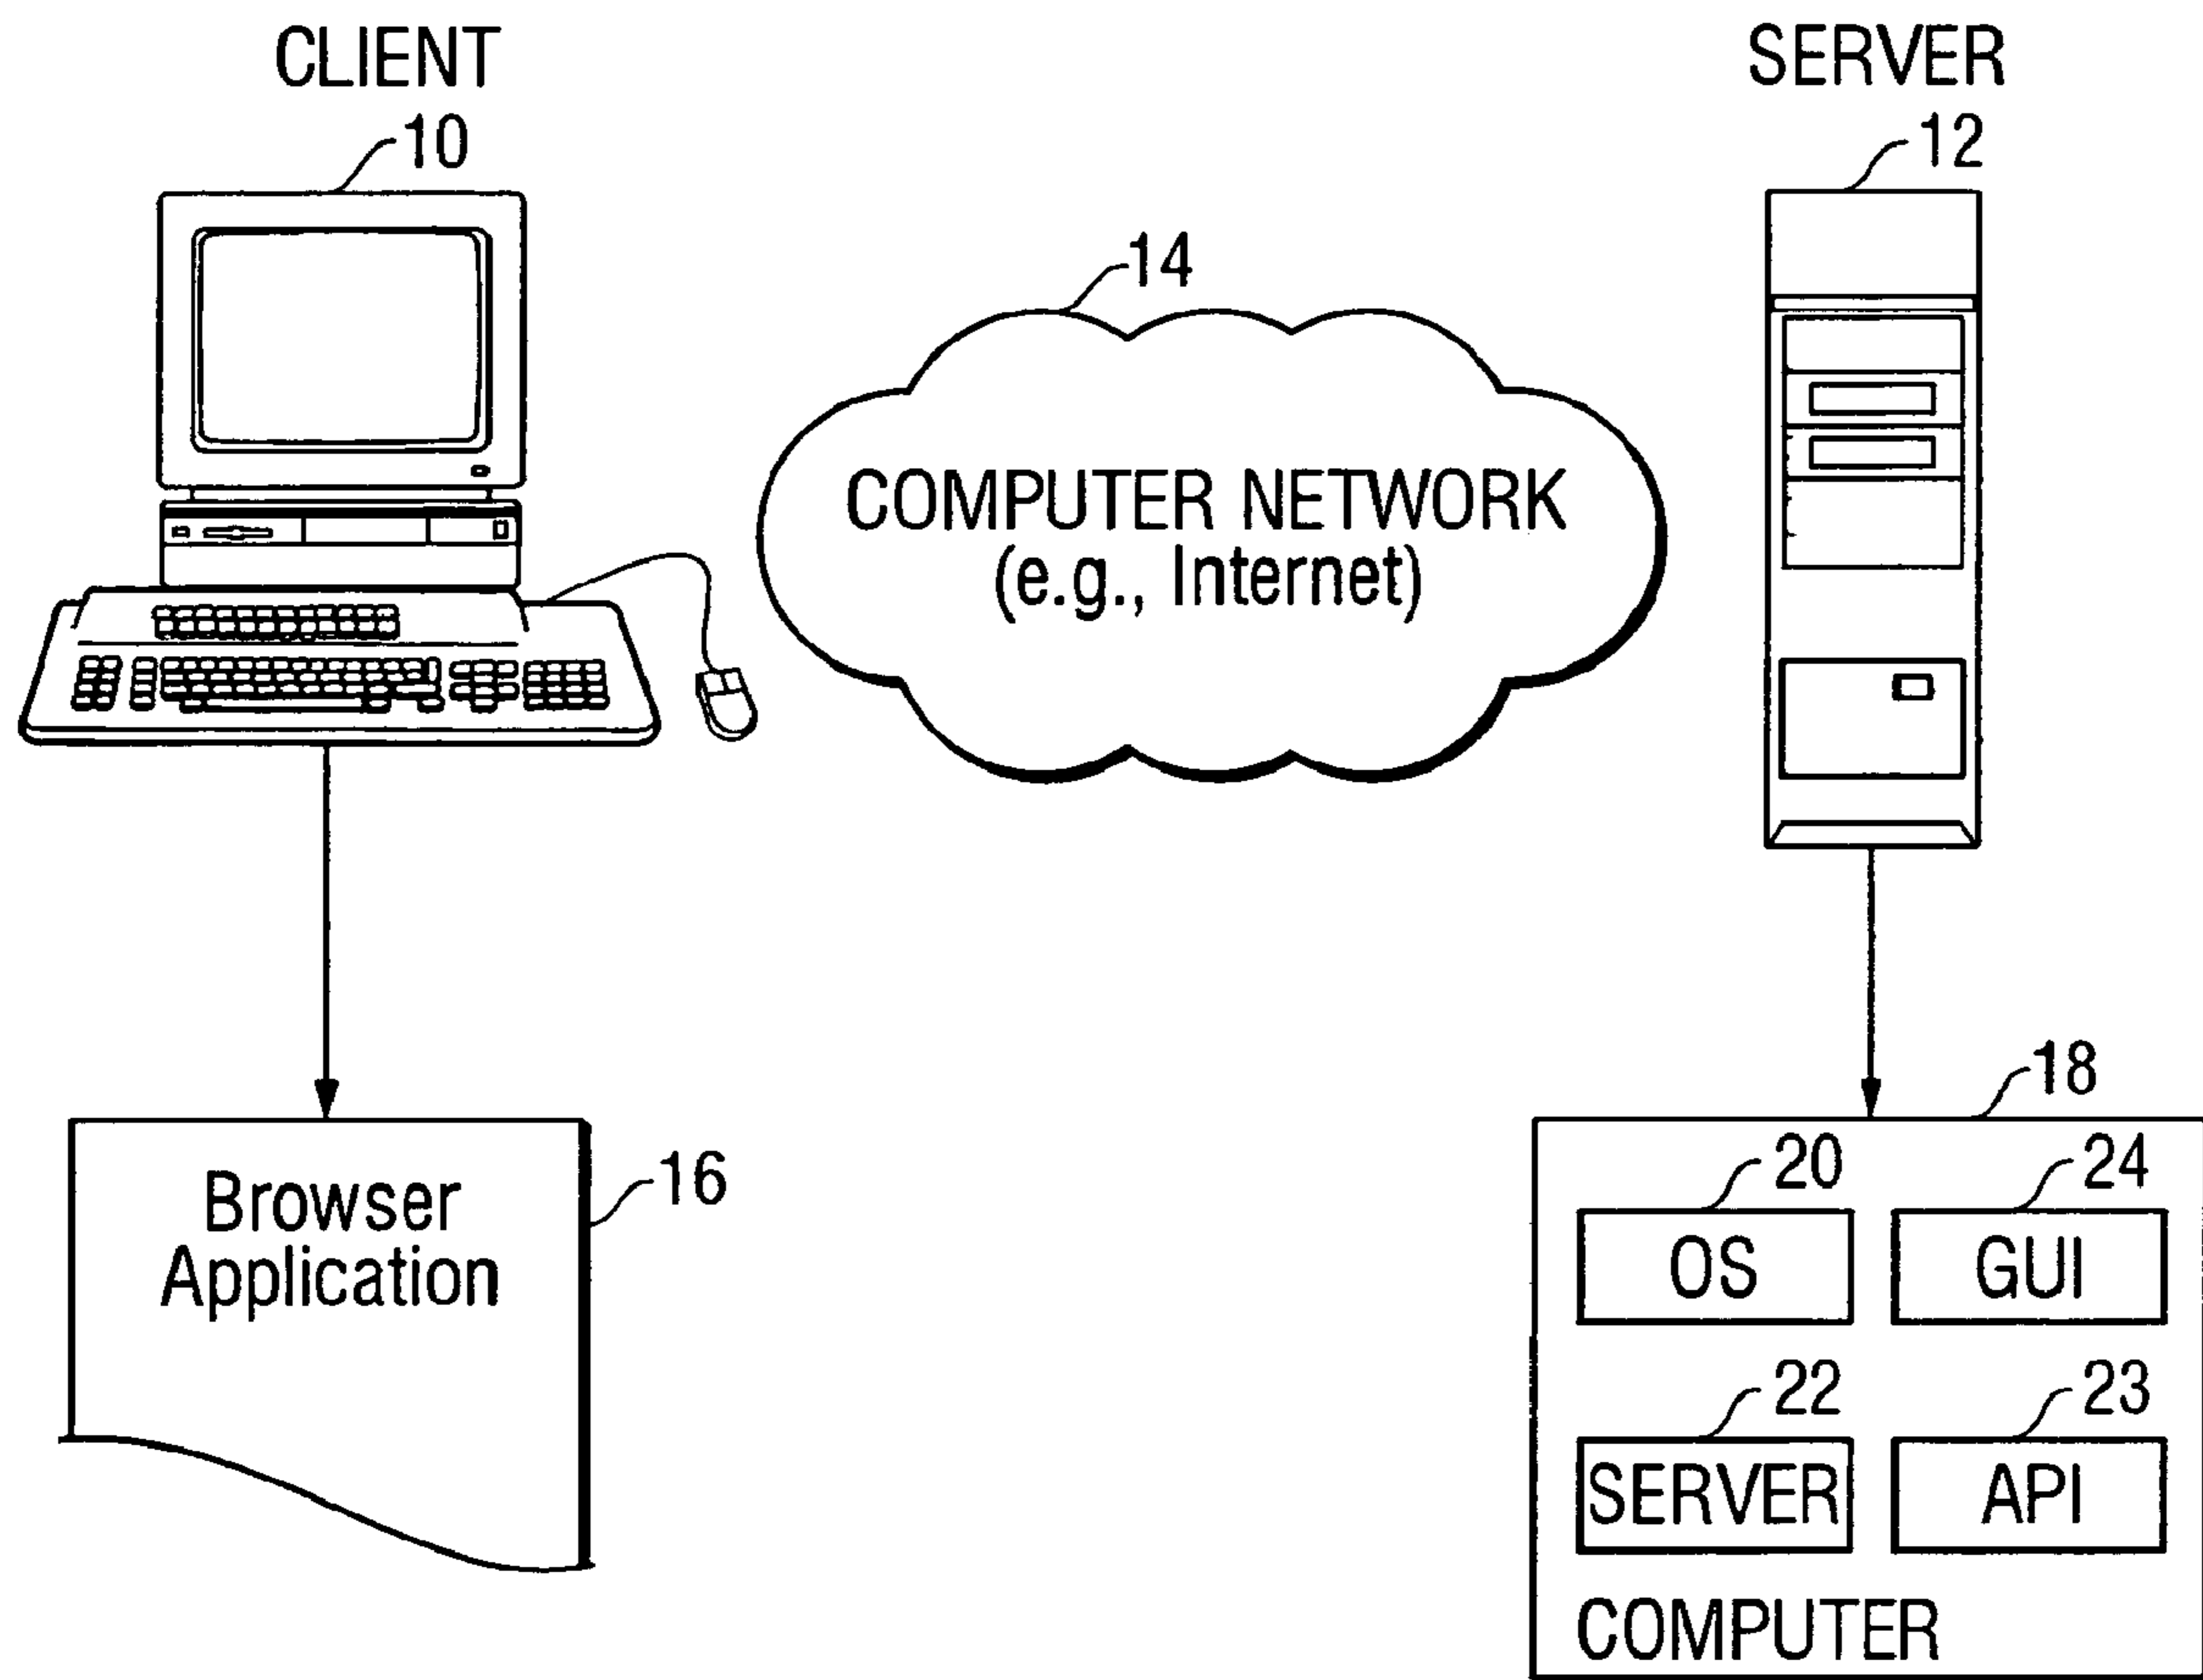 CLIENT
10
SERVER
12
14
COMPUTER NETWORK
(e.g., Internet)
Browser
Application
16
18
20
24
OS
GUI
22
23
SERVER
API
COMPUTER